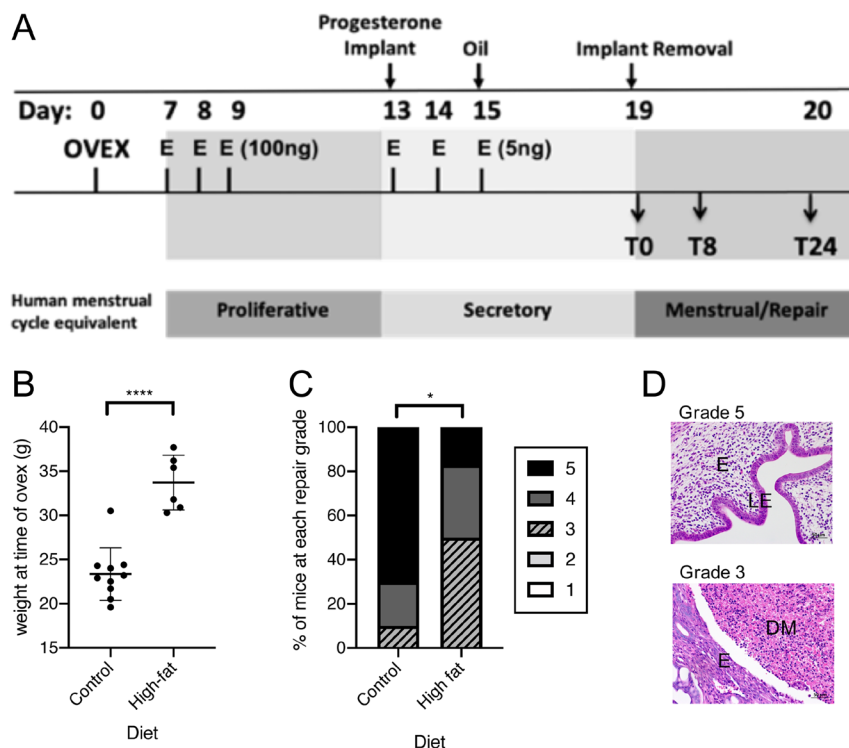 A
Progesterone
Implant
Oil
Implant Removal
Day: 0 7 8 9 13 14 15 19 20
OVEX E E E (100ng) E E E (5ng)
T0 T8 T24
Human menstrual
cycle equivalent
Proliferative
Secretory
Menstrual/Repair
B
****
weight at time of ovex (g)
40
35
30
25
20
15
Control
High-fat
Diet
C
*
% of mice at each repair grade
100
80
60
40
20
0
Control
High fat
Diet
5
4
3
2
1
D
Grade 5
E
LE
Grade 3
DM
E